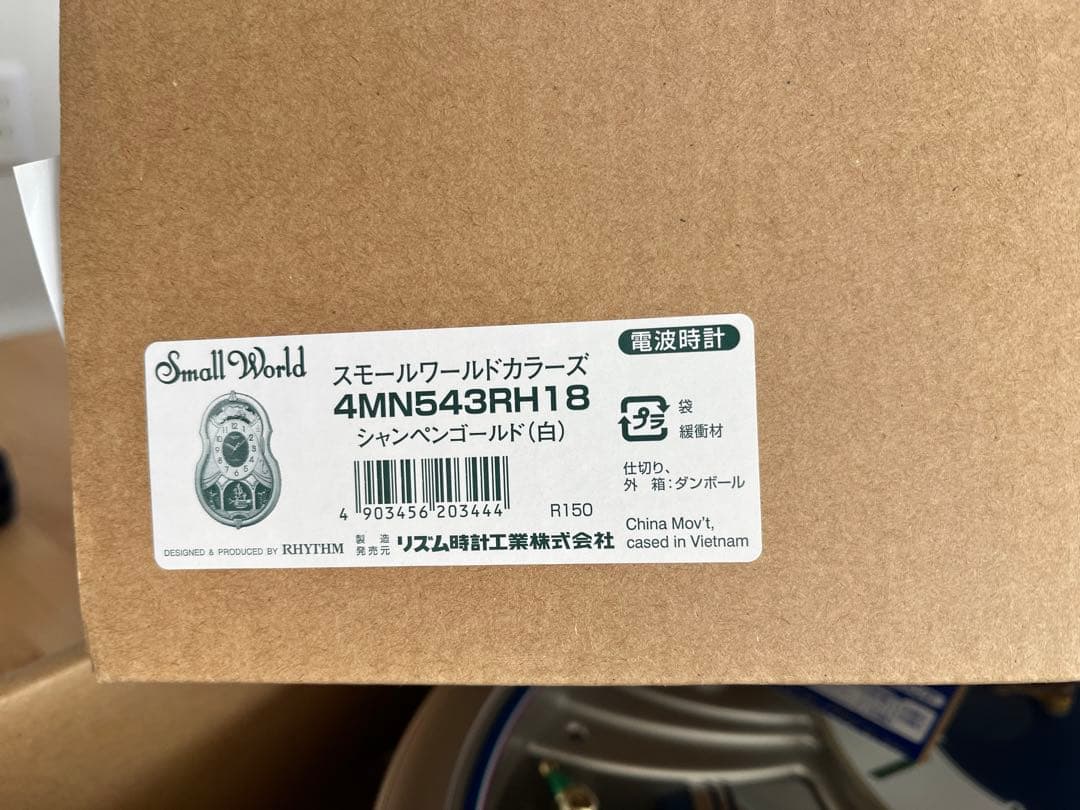 Small World
電波時計
スモールワールドカラーズ
4MN543RH18
シャンペンゴールド(白)
プラ
袋
緩衝材
仕切り、
外 箱:ダンボール
4 903456 203444
R150
China Mov't,
cased in Vietnam
DESIGNED & PRODUCED BY RHYTHM
製 造
発売元
リズム時計工業株式会社